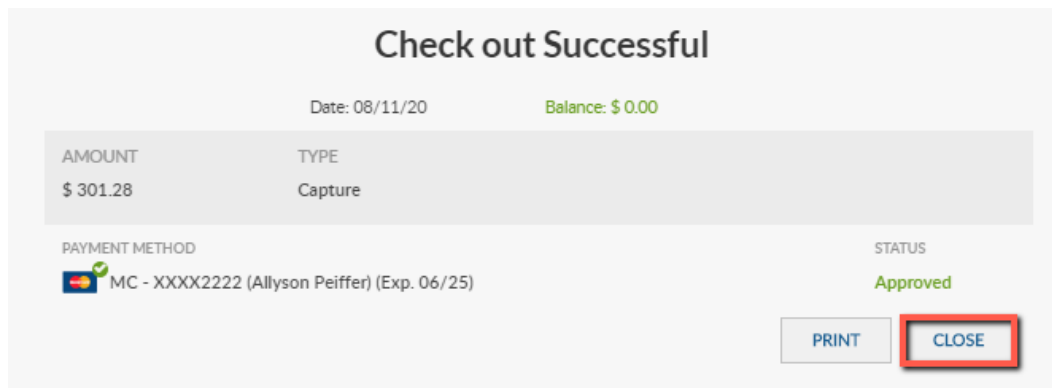 Check out Successful
Date: 08/11/20 Balance: $ 0.00
AMOUNT TYPE
$ 301.28 Capture
PAYMENT METHOD STATUS
MC - XXXX2222 (Allyson Peiffer) (Exp. 06/25) Approved
PRINT CLOSE